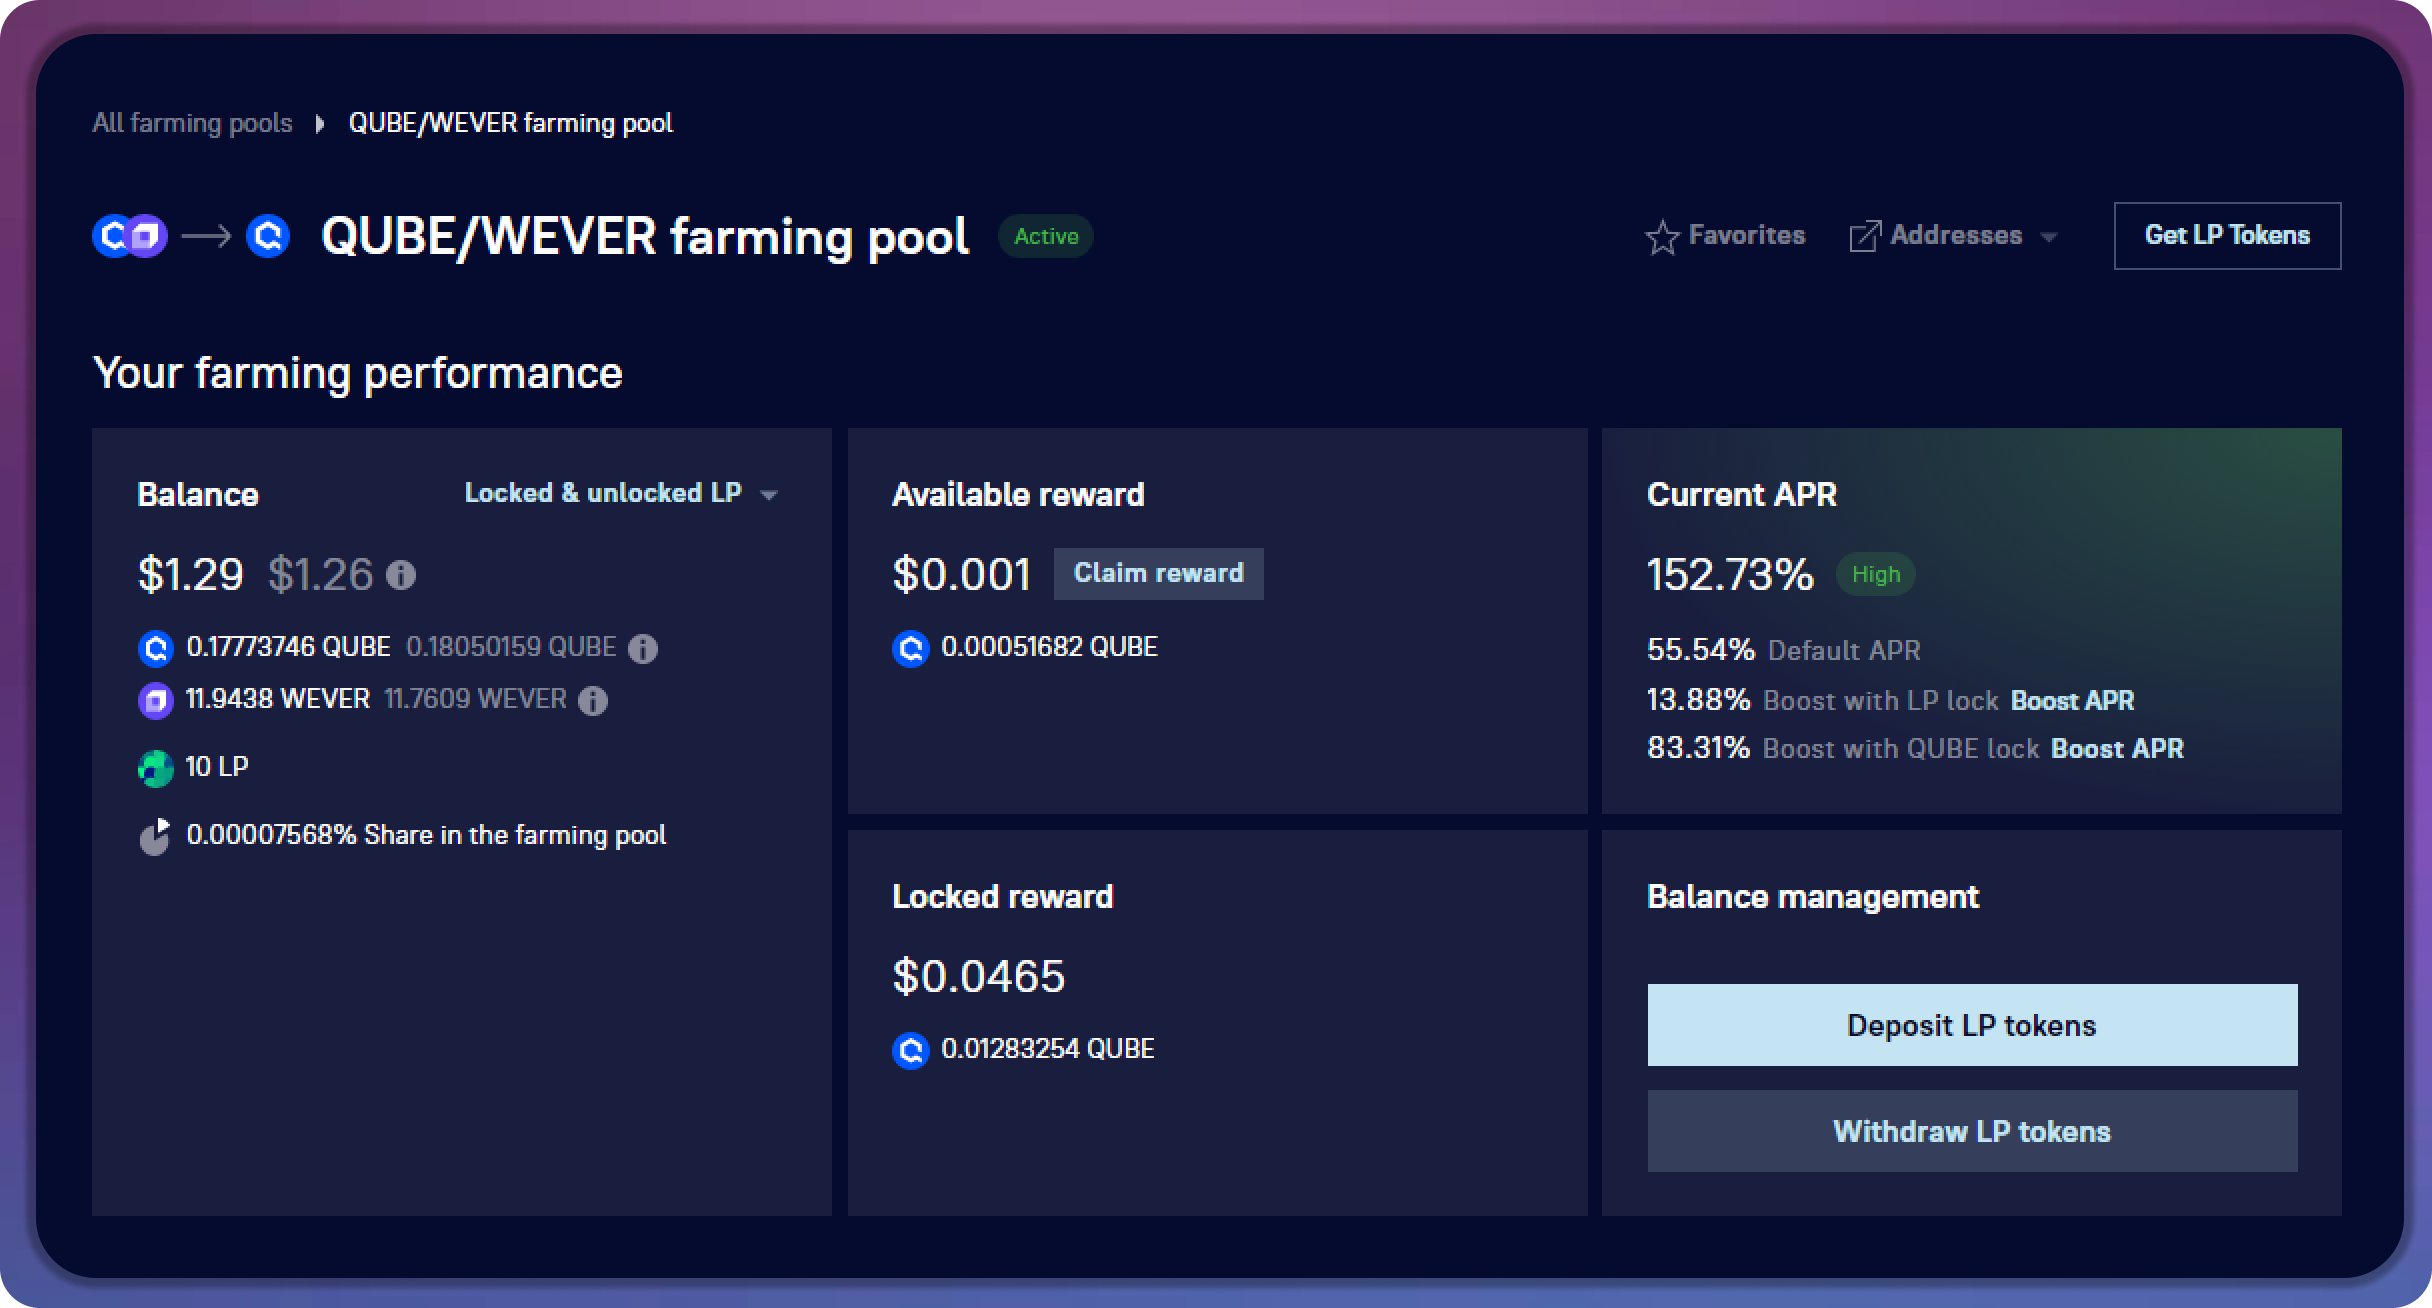 All farming pools QUBE/WEVER farming pool
QUBE/WEVER farming pool Active Favorites Addresses Get LP Tokens
Your farming performance
Balance Locked & unlocked LP
$1.29 $1.26
0.17773746 QUBE 0.18050159 QUBE
11.9438 WEVER 11.7609 WEVER
10 LP
0.00007568% Share in the farming pool
Available reward
$0.001 Claim reward
0.00051682 QUBE
Current APR
152.73% High
55.54% Default APR
13.88% Boost with LP lock Boost APR
83.31% Boost with QUBE lock Boost APR
Locked reward
$0.0465
0.01283254 QUBE
Balance management
Deposit LP tokens
Withdraw LP tokens